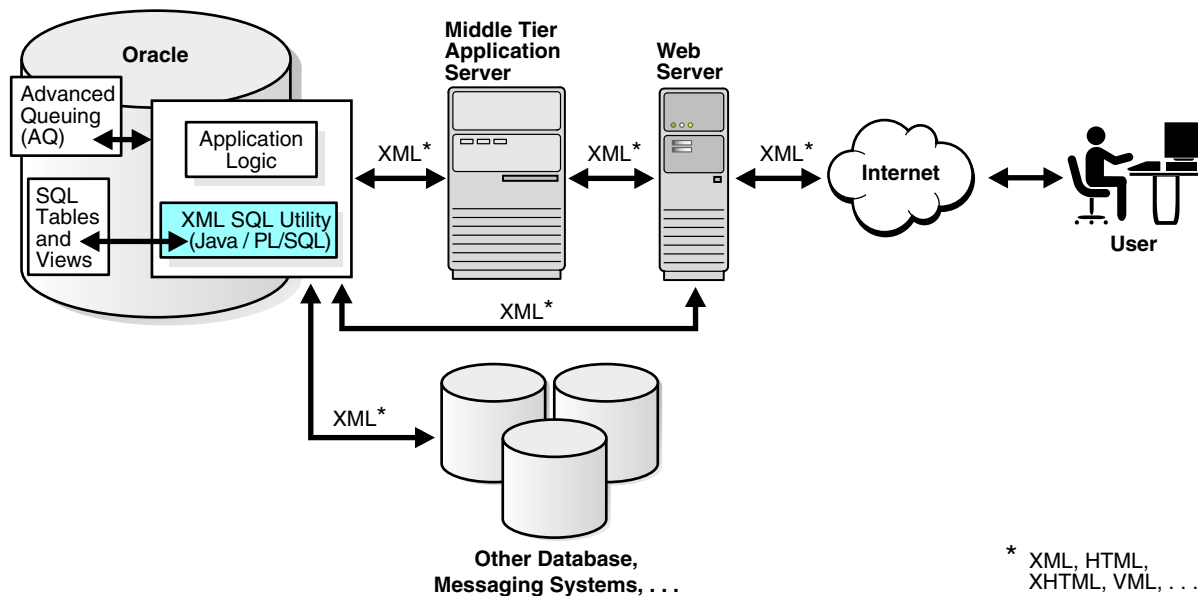 Oracle
Advanced
Queuing
(AQ)
Application
Logic
SQL
Tables
and
Views
XML SQL Utility
(Java / PL/SQL)
XML*
Middle Tier
Application
Server
XML*
Web
Server
XML*
Internet
User
XML*
XML*
Other Database,
Messaging Systems, . . .
* XML, HTML,
XHTML, VML, . . .